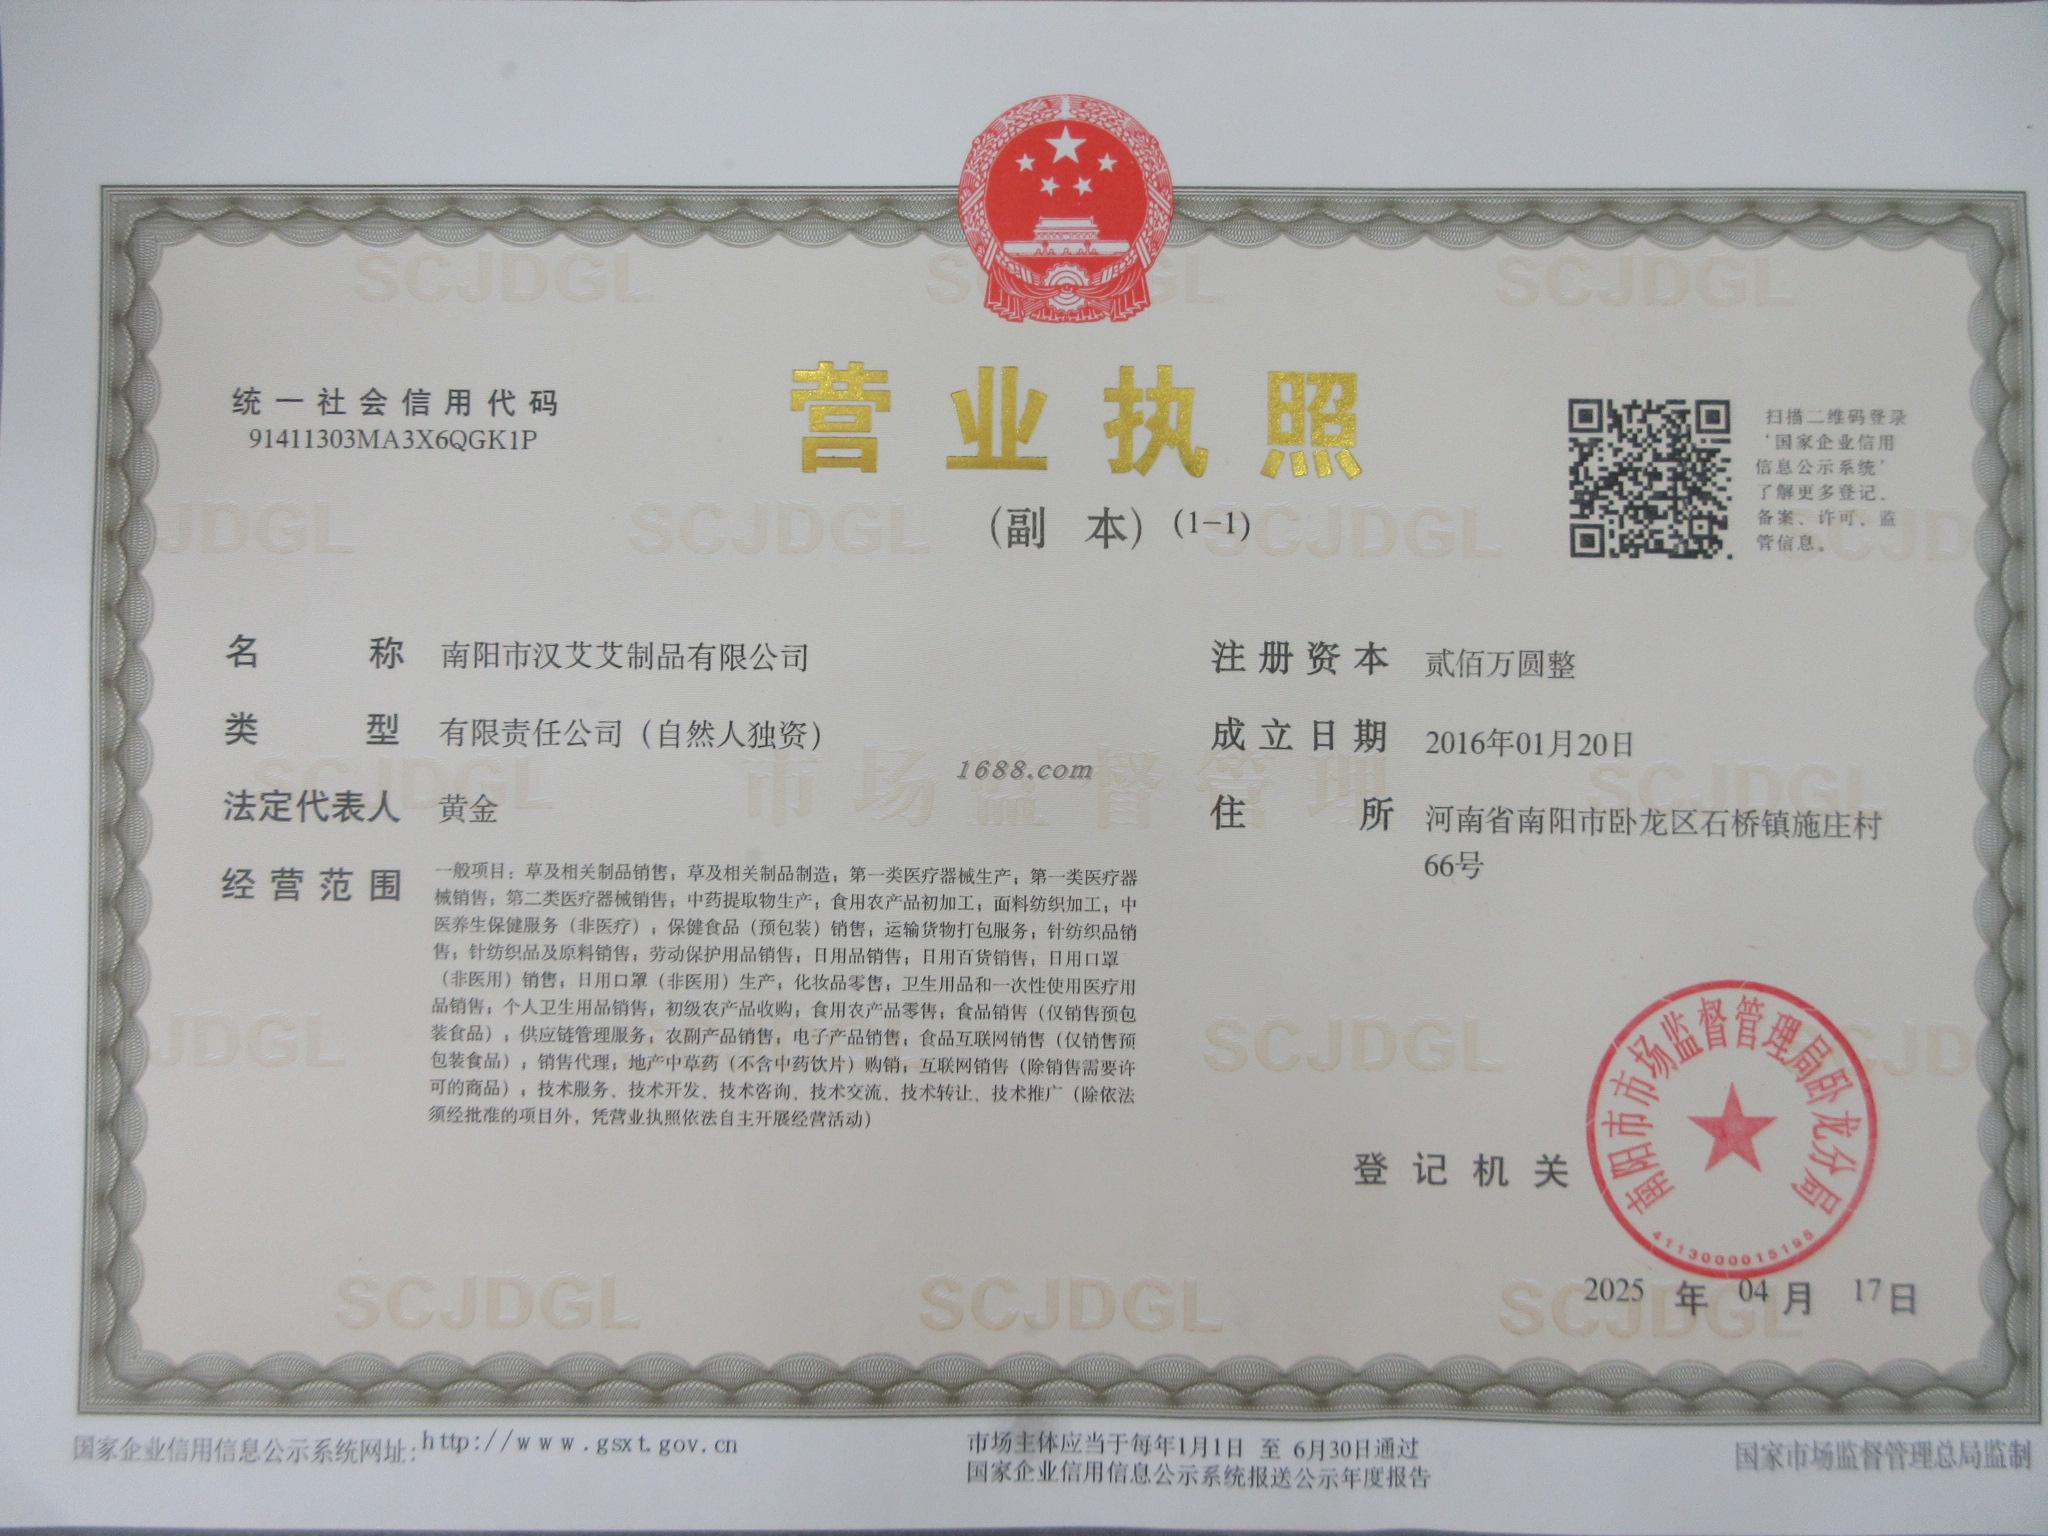 营业执照
(副 本) (1-1)
统一社会信用代码
91411303MA3X6QGK1P
扫描二维码登录
'国家企业信用
信息公示系统'
了解更多登记、
备案、许可、监
管信息。
名 称 南阳市汉艾艾制品有限公司
类 型 有限责任公司（自然人独资）
法定代表人 黄金
经营范围 一般项目：草及相关制品销售；草及相关制品制造；第一类医疗器械生产；第一类医疗器
械销售；第二类医疗器械销售；中药提取物生产；食用农产品初加工；面料纺织加工；中
医养生保健服务（非医疗）；保健食品（预包装）销售；运输货物打包服务；针纺织品销
售；针纺织品及原料销售；劳动保护用品销售；日用品销售；日用百货销售；日用口罩
（非医用）销售；日用口罩（非医用）生产；化妆品零售；卫生用品和一次性使用医疗用
品销售；个人卫生用品销售；初级农产品收购；食用农产品零售；食品销售（仅销售预包
装食品）；供应链管理服务；农副产品销售；电子产品销售；食品互联网销售（仅销售预
包装食品）；销售代理；地产中草药（不含中药饮片）购销；互联网销售（除销售需要许
可的商品）；技术服务、技术开发、技术咨询、技术交流、技术转让、技术推广（除依法
须经批准的项目外，凭营业执照依法自主开展经营活动）
注册资本 贰佰万圆整
成立日期 2016年01月20日
住 所 河南省南阳市卧龙区石桥镇施庄村
66号
1688.com
市场监督管理
SCJDGL
登记机关
南阳市市场监督管理局卧龙分局
4113000015195
2025 年 04 月 17 日
国家企业信用信息公示系统网址：http://www.gsxt.gov.cn
市场主体应当于每年1月1日 至 6月30日通过
国家企业信用信息公示系统报送公示年度报告
国家市场监督管理总局监制